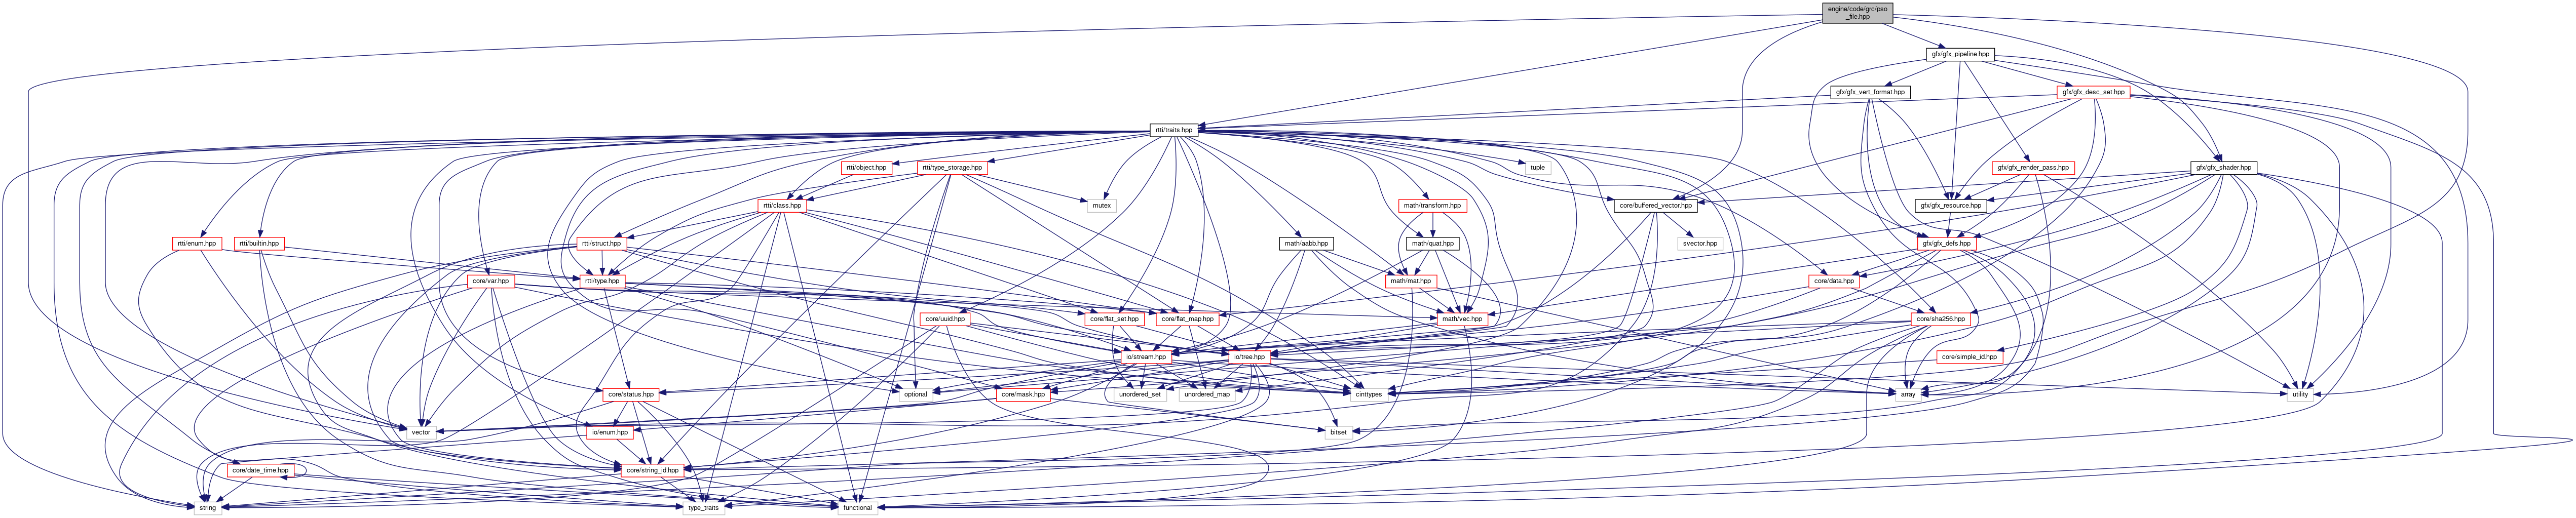 engine/code/grc/pso
_file.hpp
gfx/gfx_pipeline.hpp
gfx/gfx_vert_format.hpp
gfx/gfx_desc_set.hpp
rtti/traits.hpp
rtti/object.hpp
rtti/type_storage.hpp
tuple
gfx/gfx_render_pass.hpp
gfx/gfx_shader.hpp
rtti/class.hpp
mutex
math/transform.hpp
core/buffered_vector.hpp
gfx/gfx_resource.hpp
rtti/enum.hpp
rtti/builtin.hpp
rtti/struct.hpp
math/aabb.hpp
math/quat.hpp
svector.hpp
gfx/gfx_defs.hpp
core/var.hpp
rtti/type.hpp
math/mat.hpp
core/data.hpp
core/uuid.hpp
core/flat_set.hpp
core/flat_map.hpp
math/vec.hpp
core/sha256.hpp
io/stream.hpp
io/tree.hpp
core/simple_id.hpp
core/status.hpp
optional
core/mask.hpp
unordered_set
unordered_map
cinttypes
array
utility
vector
io/enum.hpp
bitset
core/date_time.hpp
core/string_id.hpp
string
type_traits
functional